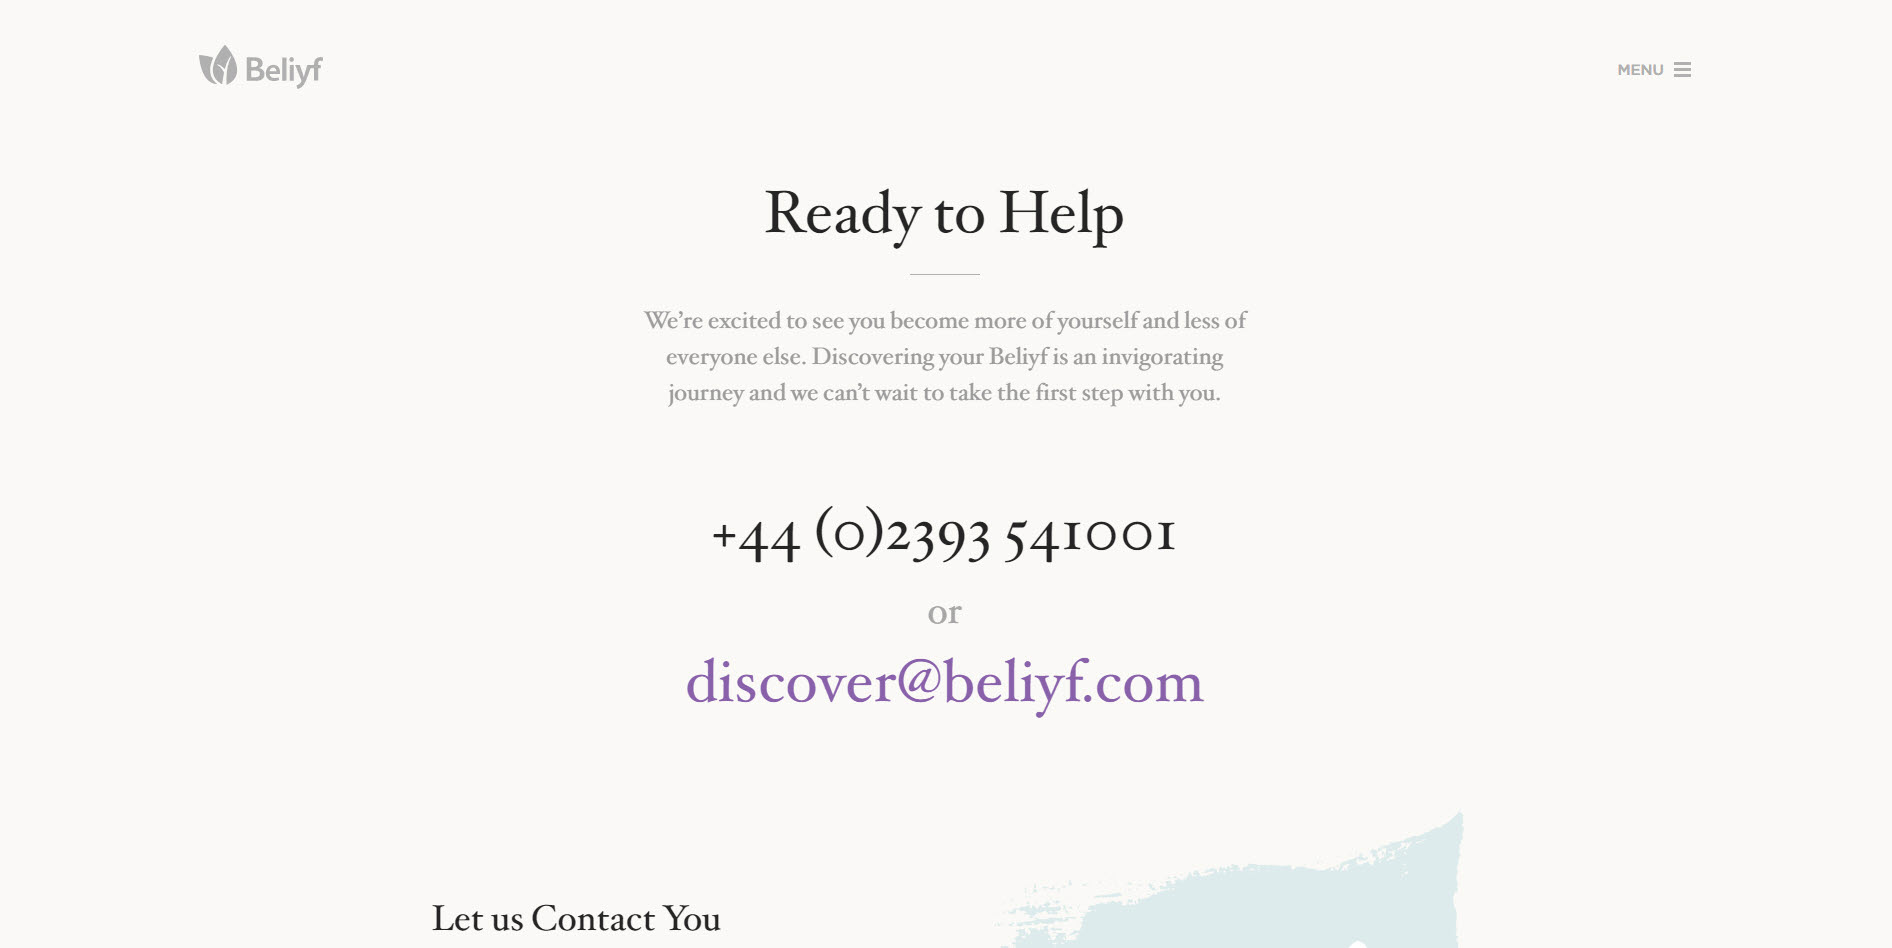 Beliyf
MENU
Ready to Help
We’re excited to see you become more of yourself and less of
everyone else. Discovering your Beliyf is an invigorating
journey and we can’t wait to take the first step with you.
+44 (0)2393 541001
or
discover@beliyf.com
Let us Contact You